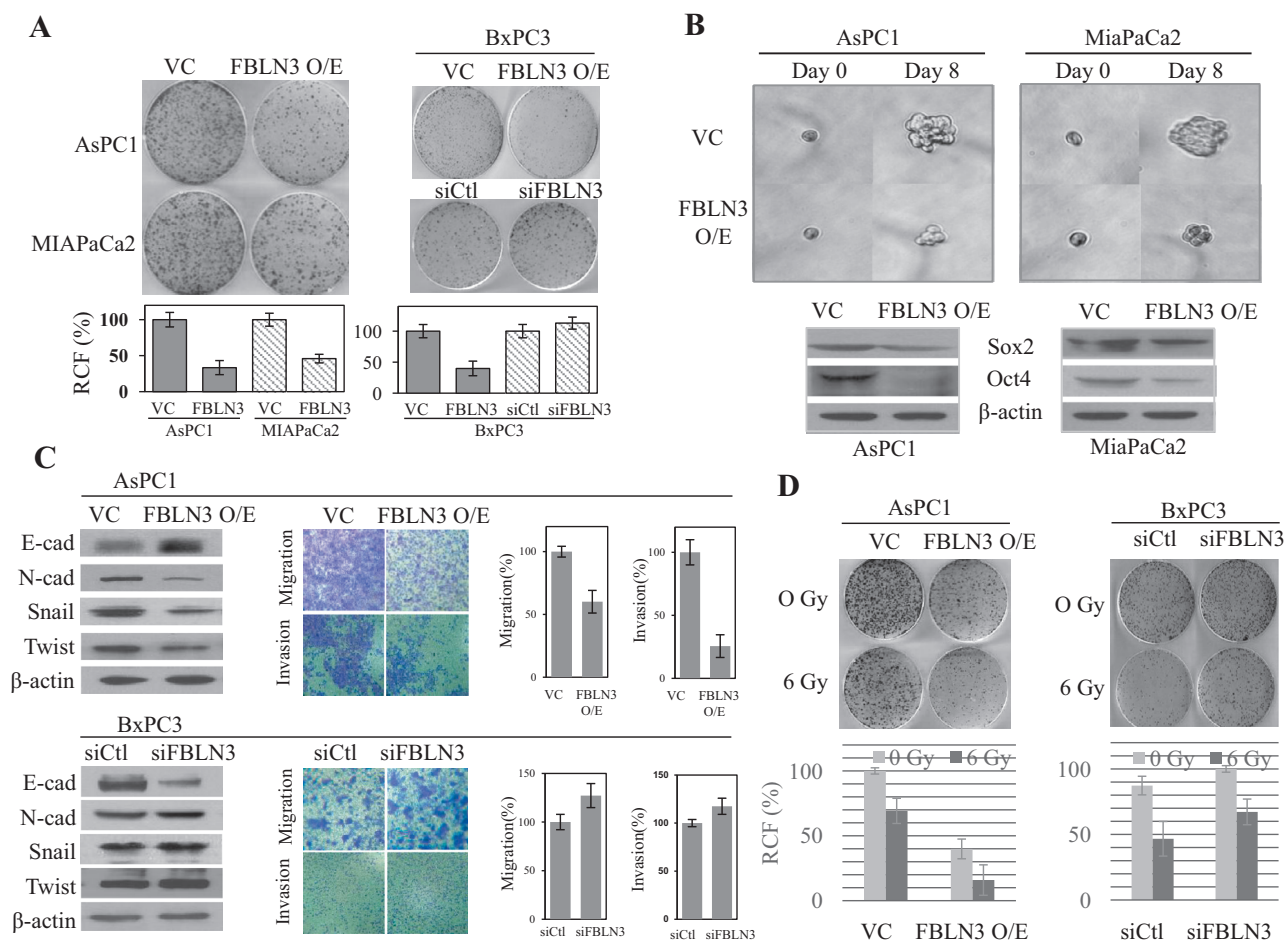 A
BxPC3
VC FBLN3 O/E
VC FBLN3 O/E
AsPC1
siCtl siFBLN3
MIAPaCa2
RCF (%)
100
50
0
VC FBLN3 VC FBLN3
AsPC1 MIAPaCa2
100
50
0
VC FBLN3 siCtl siFBLN3
BxPC3
B
AsPC1 MiaPaCa2
Day 0 Day 8 Day 0 Day 8
VC
FBLN3
O/E
VC FBLN3 O/E VC FBLN3 O/E
Sox2
Oct4
β-actin
AsPC1 MiaPaCa2
C
AsPC1
VC FBLN3 O/E VC FBLN3 O/E
E-cad
N-cad
Snail
Twist
β-actin
Migration
Invasion
Migration(%)
100
50
0
VC FBLN3
O/E
Invasion(%)
100
50
0
VC FBLN3
O/E
BxPC3
siCtl siFBLN3 siCtl siFBLN3
E-cad
N-cad
Snail
Twist
β-actin
Migration
Invasion
Migration(%)
150
100
50
0
siCtl siFBLN3
Invasion(%)
150
100
50
0
siCtl siFBLN3
D
AsPC1 BxPC3
VC FBLN3 O/E siCtl siFBLN3
O Gy O Gy
6 Gy 6 Gy
RCF (%)
0 Gy 6 Gy
100
50
0
VC FBLN3 O/E
0 Gy 6 Gy
100
50
0
siCtl siFBLN3